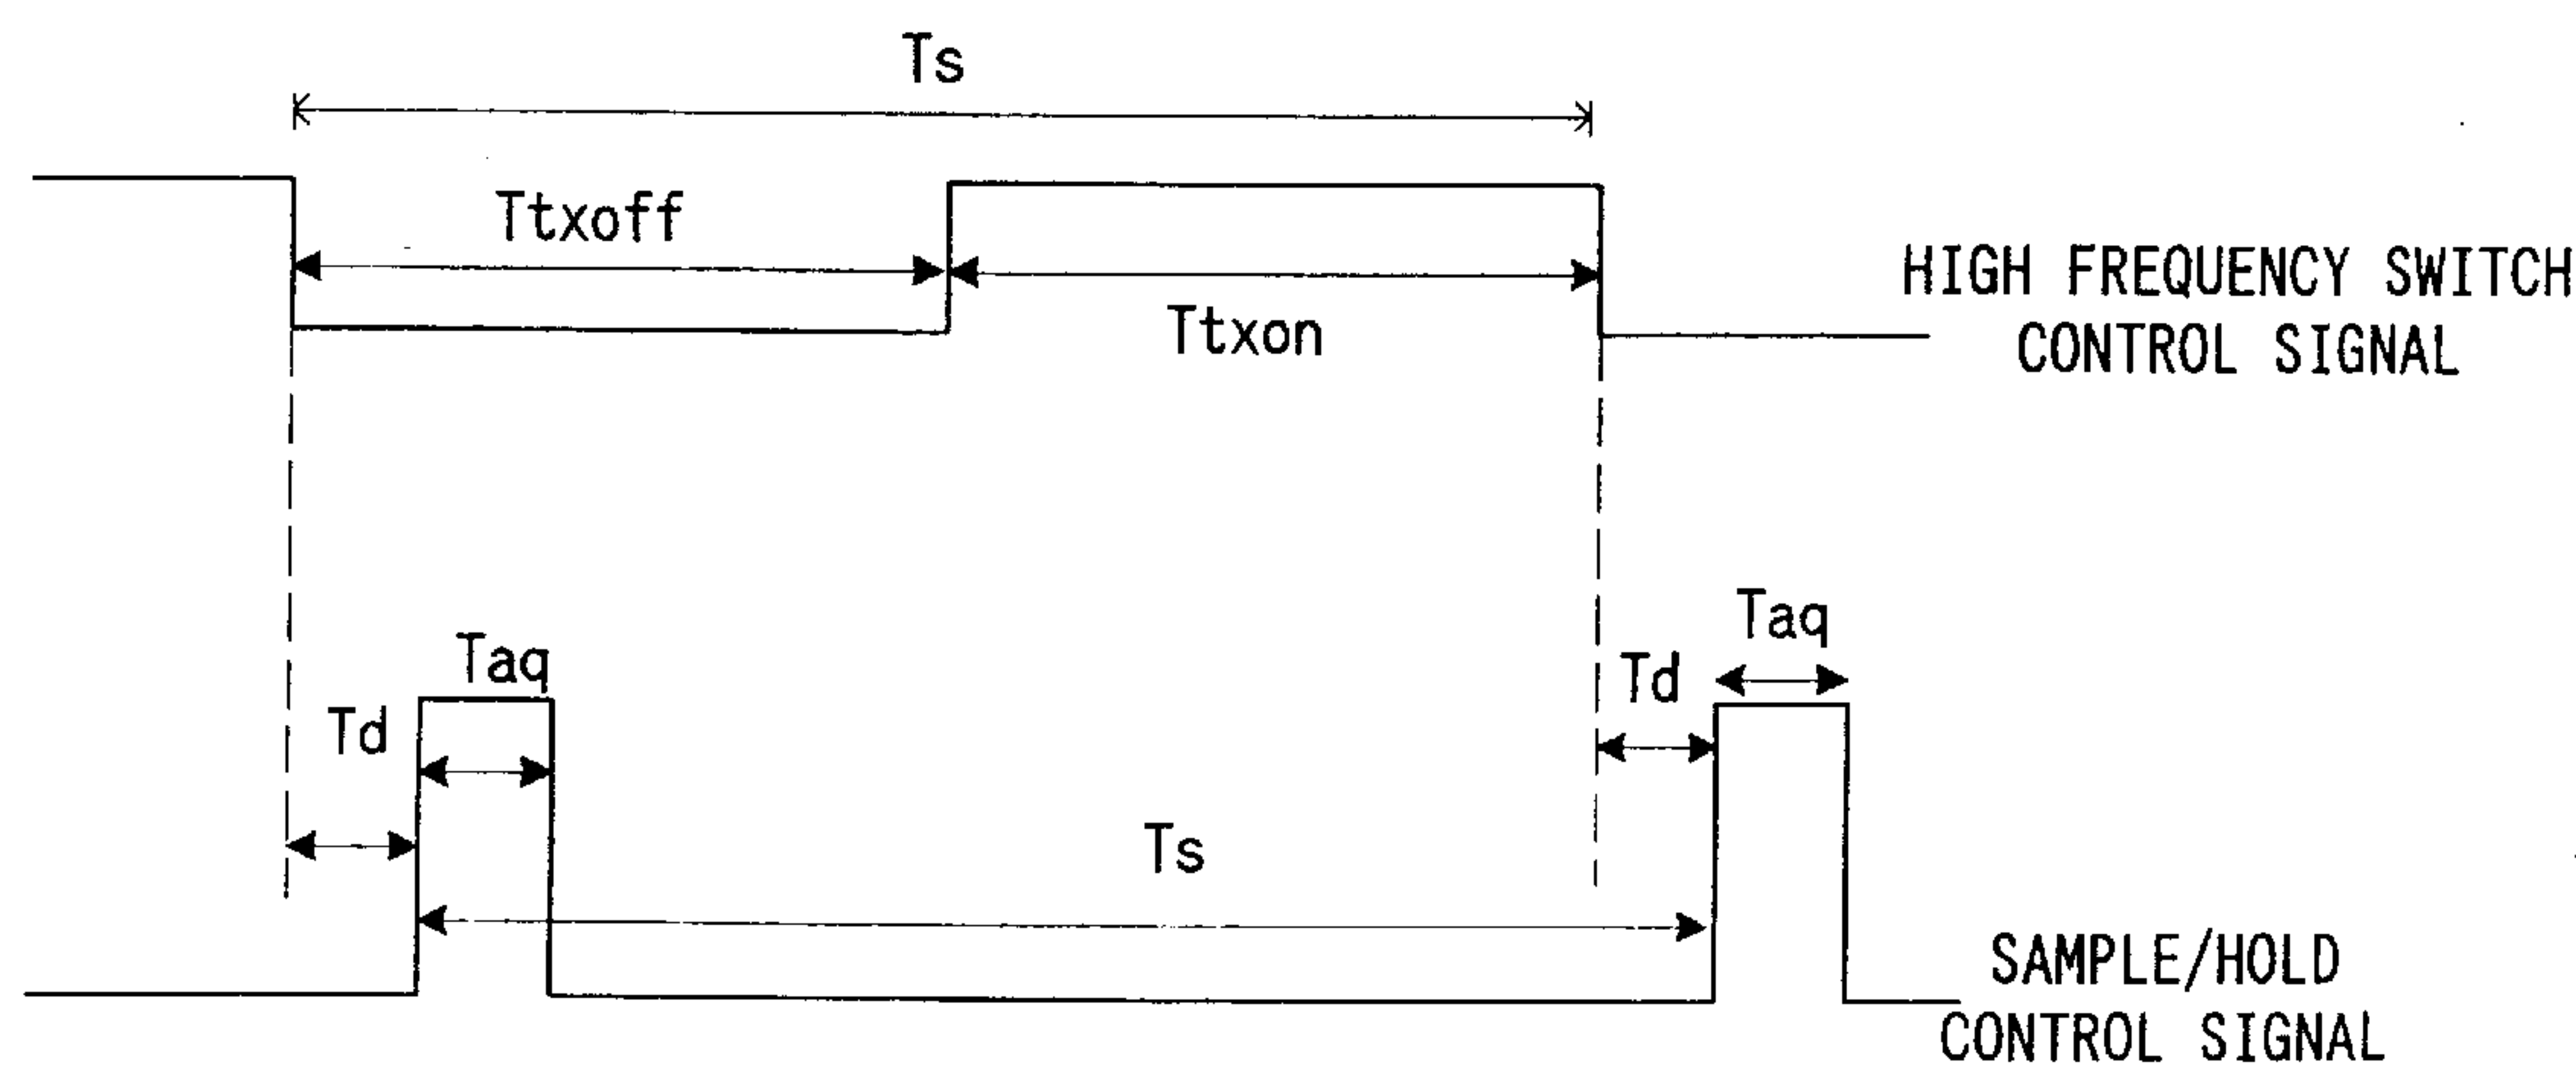 Ts
Ttxoff
Ttxon
HIGH FREQUENCY SWITCH
CONTROL SIGNAL
Taq
Td
Taq
Td
Ts
SAMPLE/HOLD
CONTROL SIGNAL